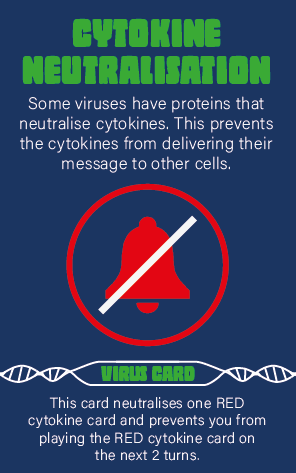 CYTOKINE
NEUTRALISATION
Some viruses have proteins that
neutralise cytokines. This prevents
the cytokines from delivering their
message to other cells.
VIRUS CARD
This card neutralises one RED
cytokine card and prevents you from
playing the RED cytokine card on
the next 2 turns.